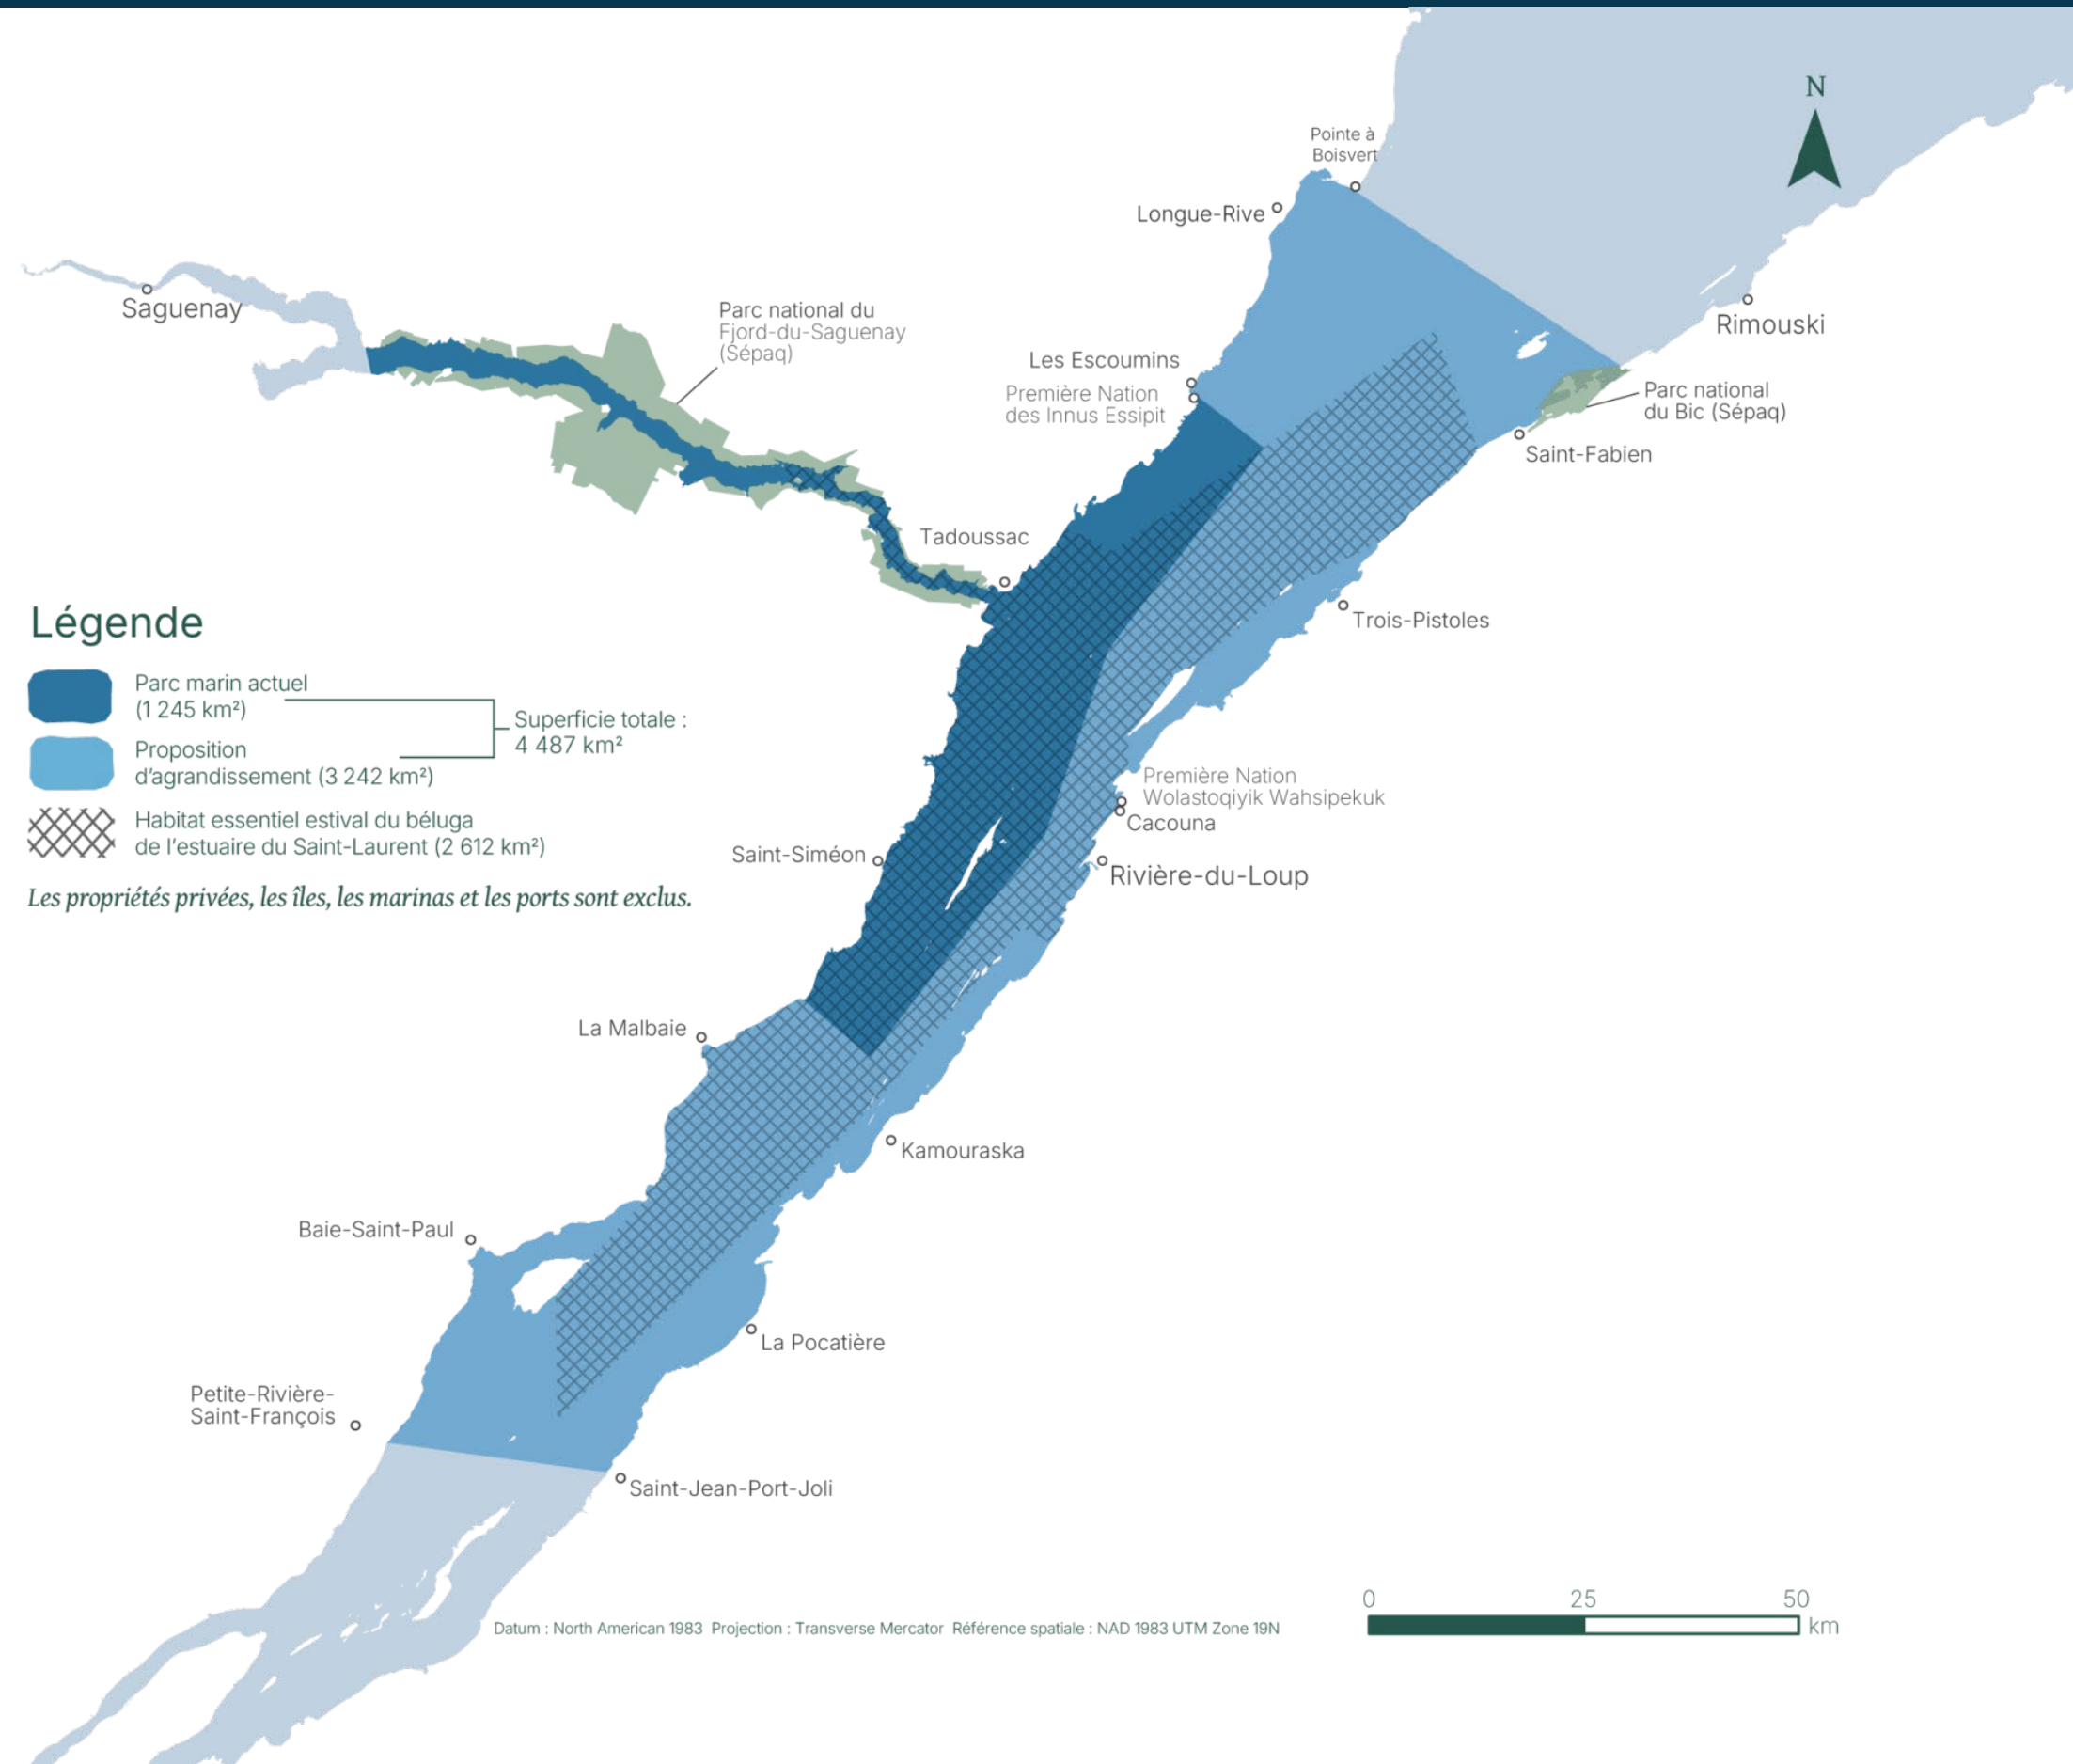 N
Pointe à
Boisvert
Longue-Rive
Saguenay
Rimouski
Parc national du
Fjord-du-Saguenay
(Sépaq)
Les Escoumins
Première Nation
des Innus Essipit
Parc national
du Bic (Sépaq)
Saint-Fabien
Tadoussac
Trois-Pistoles
Légende
Parc marin actuel
(1 245 km²)
Superficie totale :
4 487 km²
Proposition
d'agrandissement (3 242 km²)
Habitat essentiel estival du béluga
de l'estuaire du Saint-Laurent (2 612 km²)
Les propriétés privées, les îles, les marinas et les ports sont exclus.
Première Nation
Wolastoqiyik Wahsipekuk
Cacouna
Saint-Siméon
Rivière-du-Loup
La Malbaie
Kamouraska
Baie-Saint-Paul
La Pocatière
Petite-Rivière-
Saint-François
Saint-Jean-Port-Joli
0 25 50
km
Datum : North American 1983 Projection : Transverse Mercator Référence spatiale : NAD 1983 UTM Zone 19N